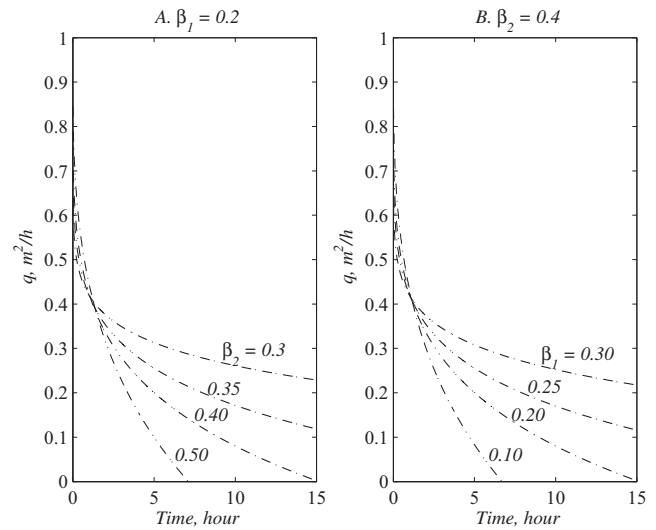 A. β1 = 0.2
1
0.9
0.8
0.7
0.6
0.5
0.4
0.3
0.2
0.1
0
q, m²/h
β2 = 0.3
0.35
0.40
0.50
0 5 10 15
Time, hour
B. β2 = 0.4
1
0.9
0.8
0.7
0.6
0.5
0.4
0.3
0.2
0.1
0
q, m²/h
β1 = 0.30
0.25
0.20
0.10
0 5 10 15
Time, hour